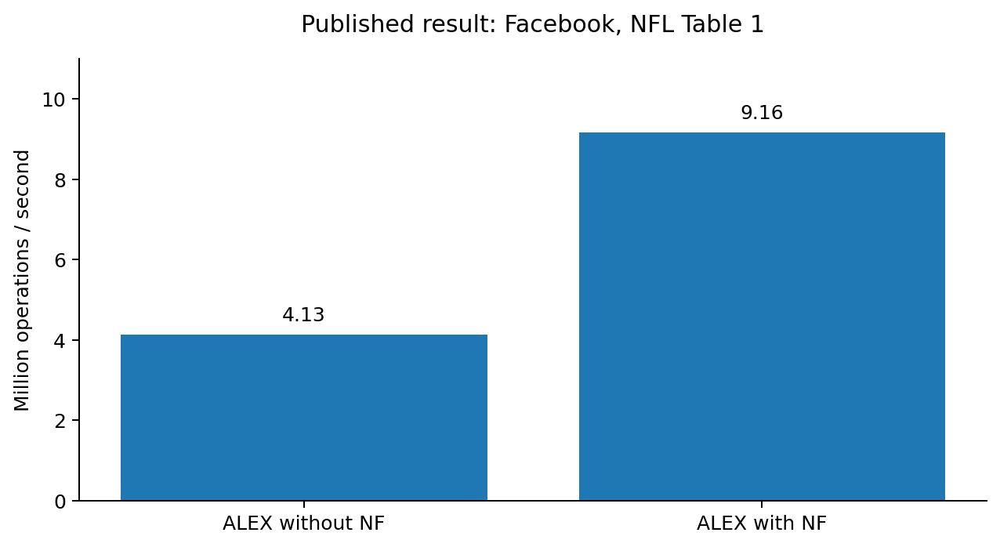 Published result: Facebook, NFL Table 1
Million operations / second
10
8
6
4
2
0
4.13
9.16
ALEX without NF
ALEX with NF